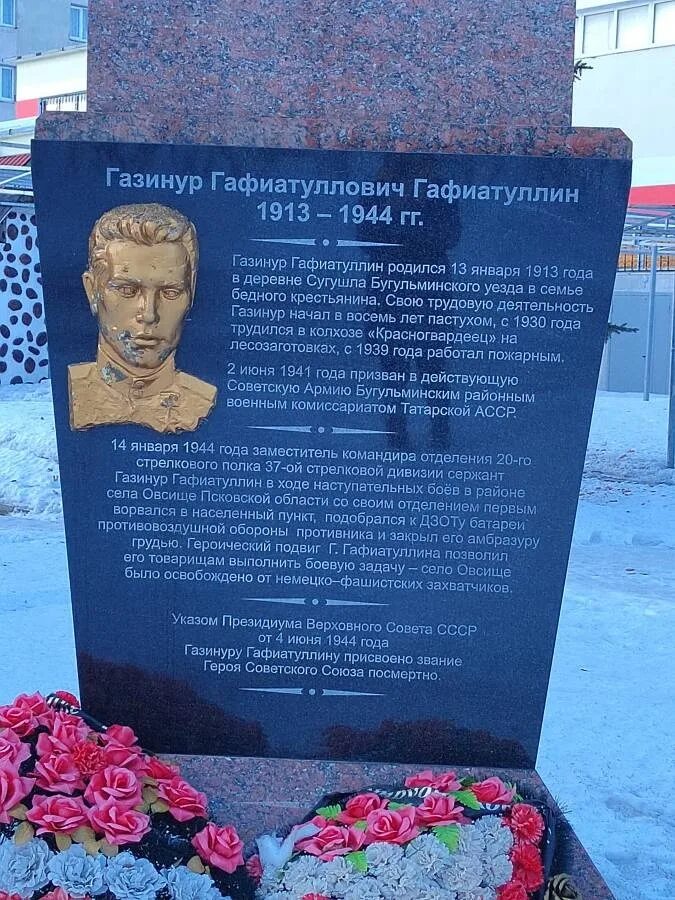 Газинур Гафиатуллович Гафиатуллин
1913 – 1944 гг.
Газинур Гафиатуллин родился 13 января 1913 года
в деревне Сугушла Бугульминского уезда в семье
бедного крестьянина. Свою трудовую деятельность
Газинур начал в восемь лет пастухом, с 1930 года
трудился в колхозе «Красногвардеец» на
лесозаготовках, с 1939 года работал пожарным.
2 июня 1941 года призван в действующую
Советскую Армию Бугульминским районным
военным комиссариатом Татарской АССР.
14 января 1944 года заместитель командира отделения 20-го
стрелкового полка 37-ой стрелковой дивизии сержант
Газинур Гафиатуллин в ходе наступательных боёв в районе
села Овсище Псковской области со своим отделением первым
ворвался в населенный пункт, подобрался к ДЗОТу батареи
противовоздушной обороны противника и закрыл его амбразуру
грудью. Героический подвиг Г. Гафиатуллина позволил
его товарищам выполнить боевую задачу – село Овсище
было освобождено от немецко–фашистских захватчиков.
Указом Президиума Верховного Совета СССР
от 4 июня 1944 года
Газинуру Гафиатуллину присвоено звание
Героя Советского Союза посмертно.